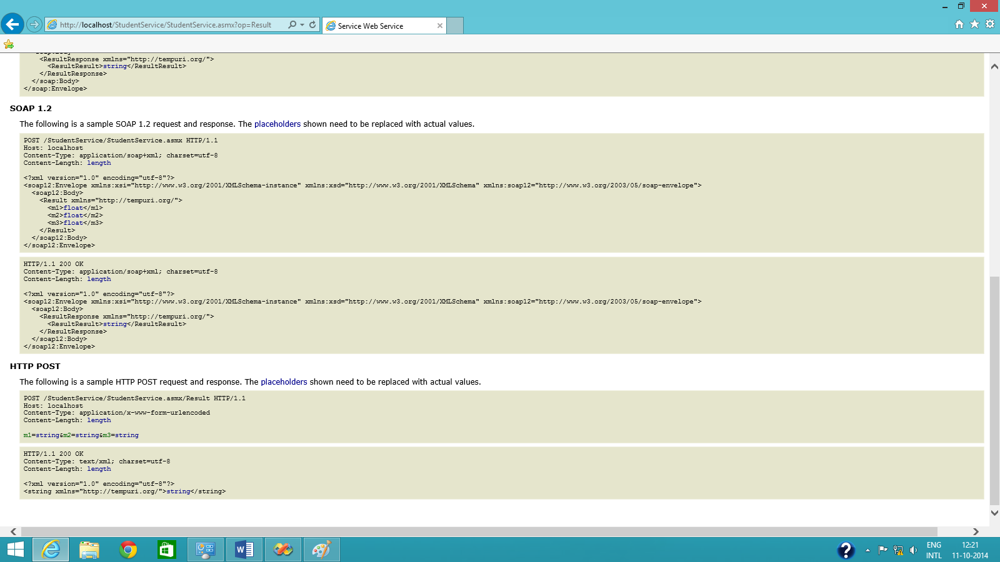 http://localhost/StudentService/StudentService.asmx?op=Result
Service Web Service
<ResultResponse xmlns="http://tempuri.org/">
<ResultResult>string</ResultResult>
</ResultResponse>
</soap:Body>
</soap:Envelope>
SOAP 1.2
The following is a sample SOAP 1.2 request and response. The placeholders shown need to be replaced with actual values.
POST /StudentService/StudentService.asmx HTTP/1.1
Host: localhost
Content-Type: application/soap+xml; charset=utf-8
Content-Length: length
<?xml version="1.0" encoding="utf-8"?>
<soap12:Envelope xmlns:xsi="http://www.w3.org/2001/XMLSchema-instance" xmlns:xsd="http://www.w3.org/2001/XMLSchema" xmlns:soap12="http://www.w3.org/2003/05/soap-envelope">
<soap12:Body>
<Result xmlns="http://tempuri.org/">
<m1>float</m1>
<m2>float</m2>
<m3>float</m3>
</Result>
</soap12:Body>
</soap12:Envelope>
HTTP/1.1 200 OK
Content-Type: application/soap+xml; charset=utf-8
Content-Length: length
<?xml version="1.0" encoding="utf-8"?>
<soap12:Envelope xmlns:xsi="http://www.w3.org/2001/XMLSchema-instance" xmlns:xsd="http://www.w3.org/2001/XMLSchema" xmlns:soap12="http://www.w3.org/2003/05/soap-envelope">
<soap12:Body>
<ResultResponse xmlns="http://tempuri.org/">
<ResultResult>string</ResultResult>
</ResultResponse>
</soap12:Body>
</soap12:Envelope>
HTTP POST
The following is a sample HTTP POST request and response. The placeholders shown need to be replaced with actual values.
POST /StudentService/StudentService.asmx/Result HTTP/1.1
Host: localhost
Content-Type: application/x-www-form-urlencoded
Content-Length: length
m1=string&m2=string&m3=string
HTTP/1.1 200 OK
Content-Type: text/xml; charset=utf-8
Content-Length: length
<?xml version="1.0" encoding="utf-8"?>
<string xmlns="http://tempuri.org/">string</string>
ENG 12:21
INTL 11-10-2014